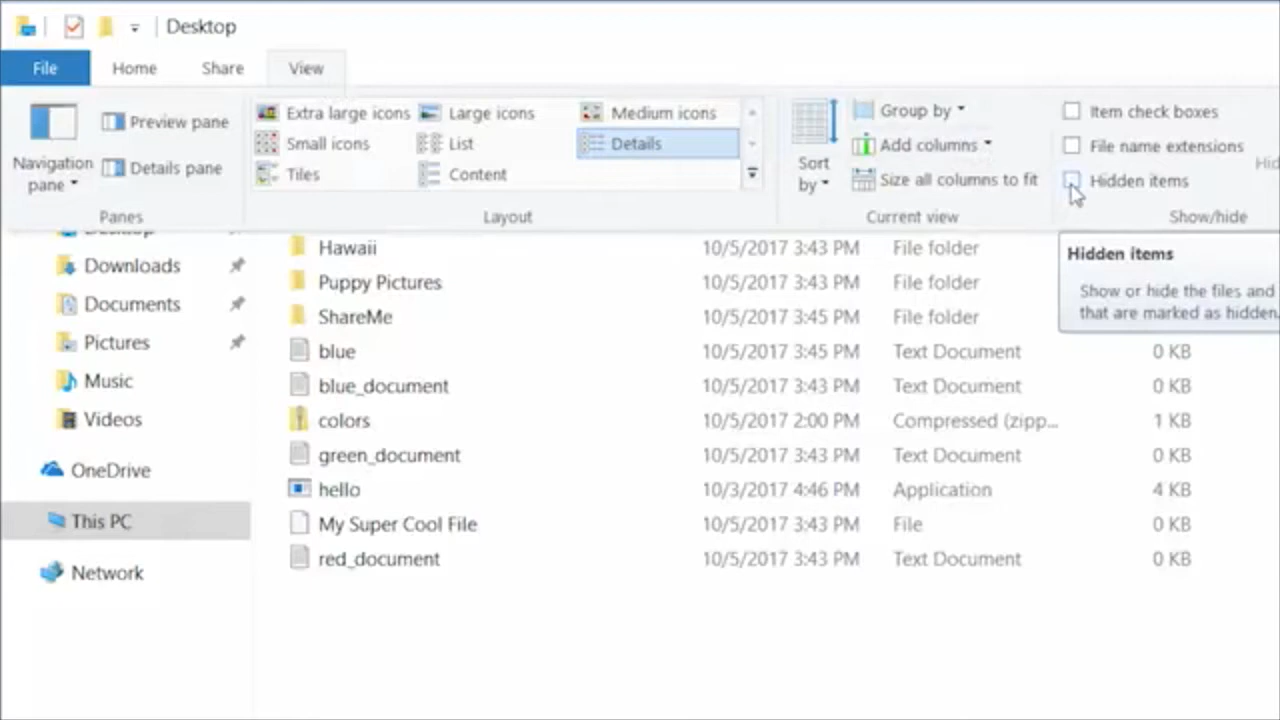 Desktop
File Home Share View
Navigation pane
Preview pane
Details pane
Panes
Extra large icons Large icons Medium icons
Small icons List Details
Tiles Content
Layout
Sort by
Group by
Add columns
Size all columns to fit
Current view
Item check boxes
File name extensions
Hidden items
Show/hide
Hidden items
Show or hide the files and
that are marked as hidden.
Desktop
Downloads
Documents
Pictures
Music
Videos
OneDrive
This PC
Network
Hawaii 10/5/2017 3:43 PM File folder
Puppy Pictures 10/5/2017 3:43 PM File folder
ShareMe 10/5/2017 3:45 PM File folder
blue 10/5/2017 3:45 PM Text Document 0 KB
blue_document 10/5/2017 3:43 PM Text Document 0 KB
colors 10/5/2017 2:00 PM Compressed (zipp... 1 KB
green_document 10/5/2017 3:43 PM Text Document 0 KB
hello 10/3/2017 4:46 PM Application 4 KB
My Super Cool File 10/5/2017 3:43 PM File 0 KB
red_document 10/5/2017 3:43 PM Text Document 0 KB